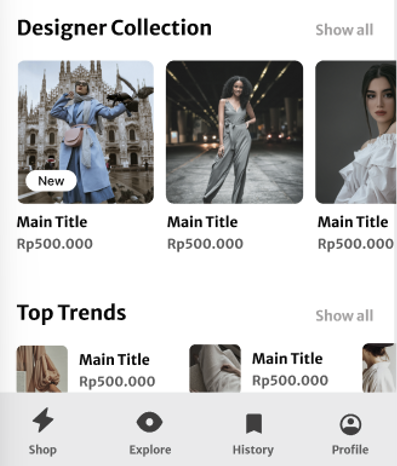 Designer Collection
Show all
New
Main Title
Rp500.000
Main Title
Rp500.000
Main Title
Rp500.000
Top Trends
Show all
Main Title
Rp500.000
Main Title
Rp500.000
Shop
Explore
History
Profile